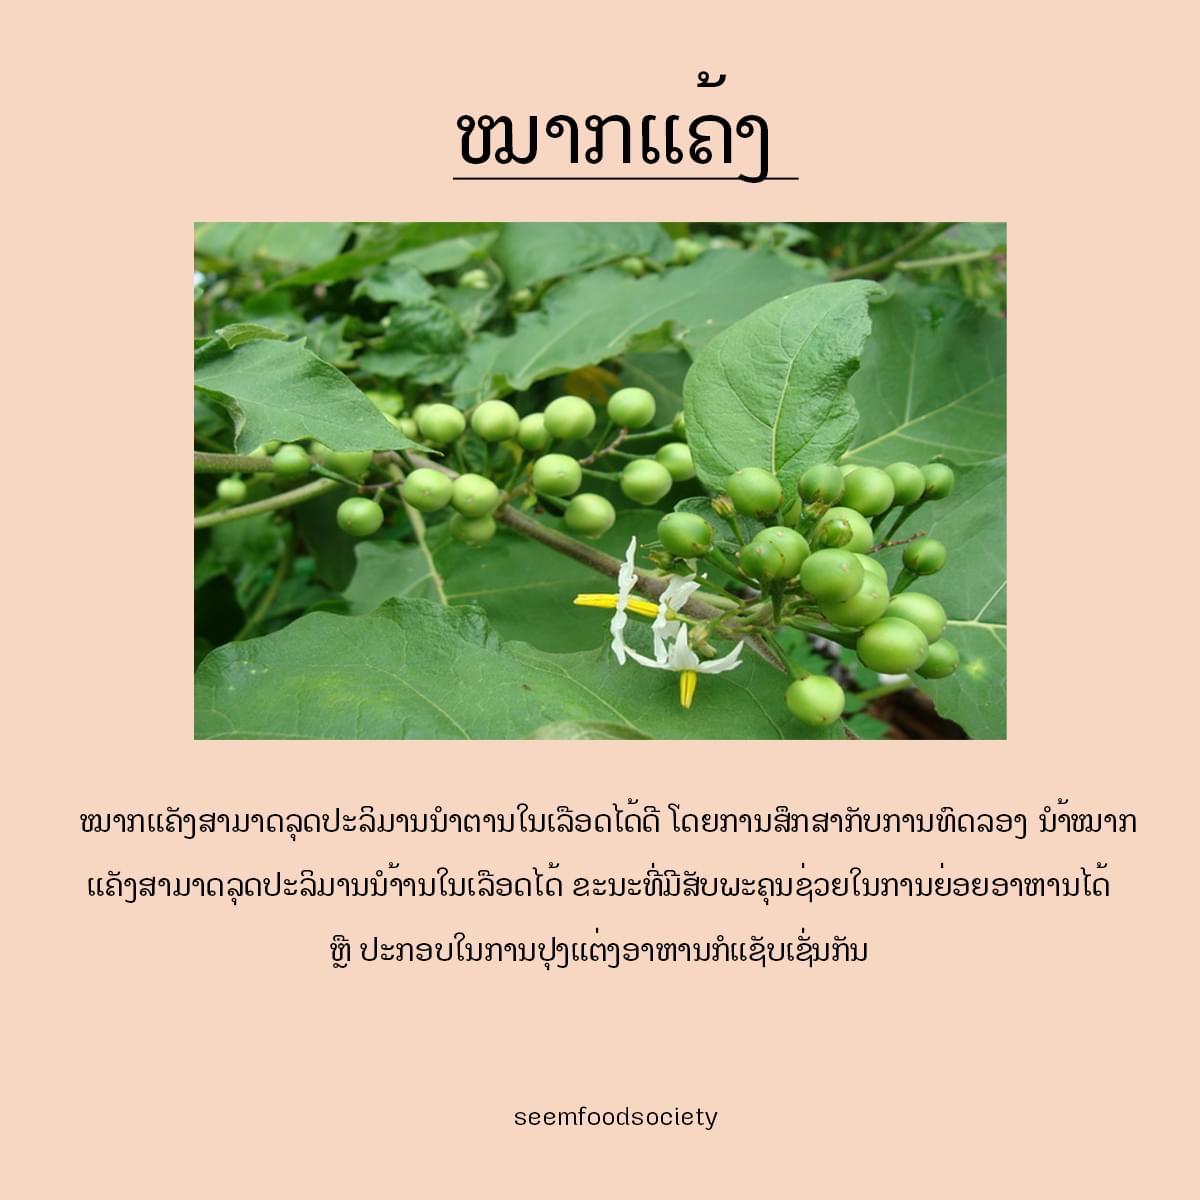 ໝາກແຄ້ງ
ໝາກແຄັງສາມາດລຸດປະລິມານນຳຕານໃນເລືອດໄດ້ດີ ໂດຍການສຶກສາກັບການທົດລອງ ນ້ຳໝາກ
ແຄັງສາມາດລຸດປະລິມານນ້ຳານໃນເລືອດໄດ້ ຂະນະທີ່ມີສັບພະຄຸນຊ່ວຍໃນການຍ່ອຍອາຫານໄດ້
ຫຼື ປະກອບໃນການປຸງແຕ່ງອາຫານກໍແຊັບເຊັ່ນກັນ
seemfoodsociety